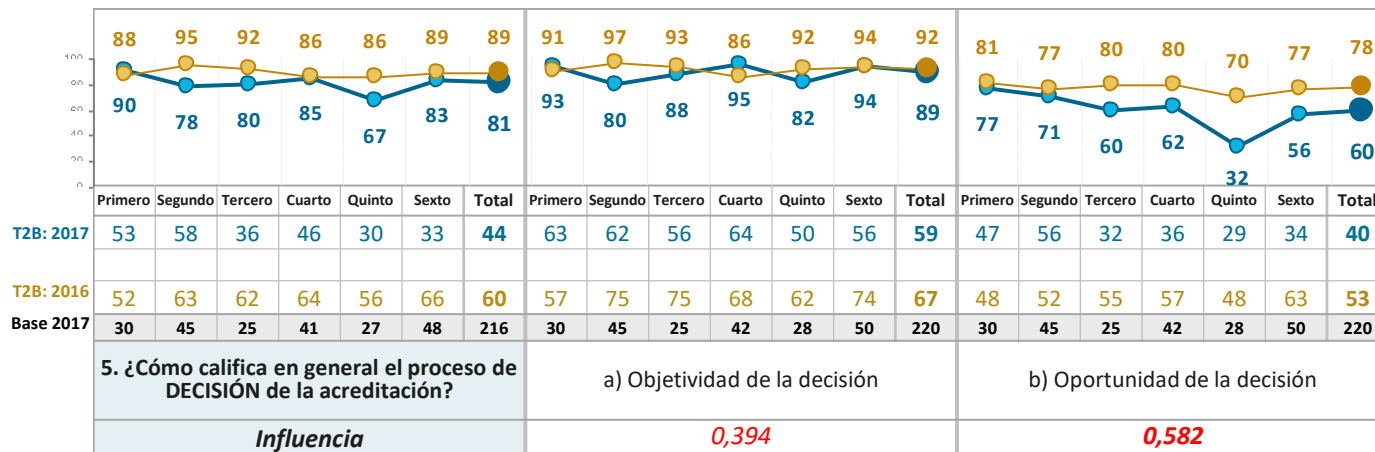 88 95 92 86 86 89 89 91 97 93 86 92 94 92 81 77 80 80 70 77 78
100
80
60
40
20
0
90 78 80 85 67 83 81 93 80 88 95 82 94 89 77 71 60 62 32 56 60
Primero Segundo Tercero Cuarto Quinto Sexto Total Primero Segundo Tercero Cuarto Quinto Sexto Total Primero Segundo Tercero Cuarto Quinto Sexto Total
T2B: 2017 53 58 36 46 30 33 44 63 62 56 64 50 56 59 47 56 32 36 29 34 40
T2B: 2016 52 63 62 64 56 66 60 57 75 75 68 62 74 67 48 52 55 57 48 63 53
Base 2017 30 45 25 41 27 48 216 30 45 25 42 28 50 220 30 45 25 42 28 50 220
5. ¿Cómo califica en general el proceso de
DECISIÓN de la acreditación?
a) Objetividad de la decisión
b) Oportunidad de la decisión
Influencia 0,394 0,582